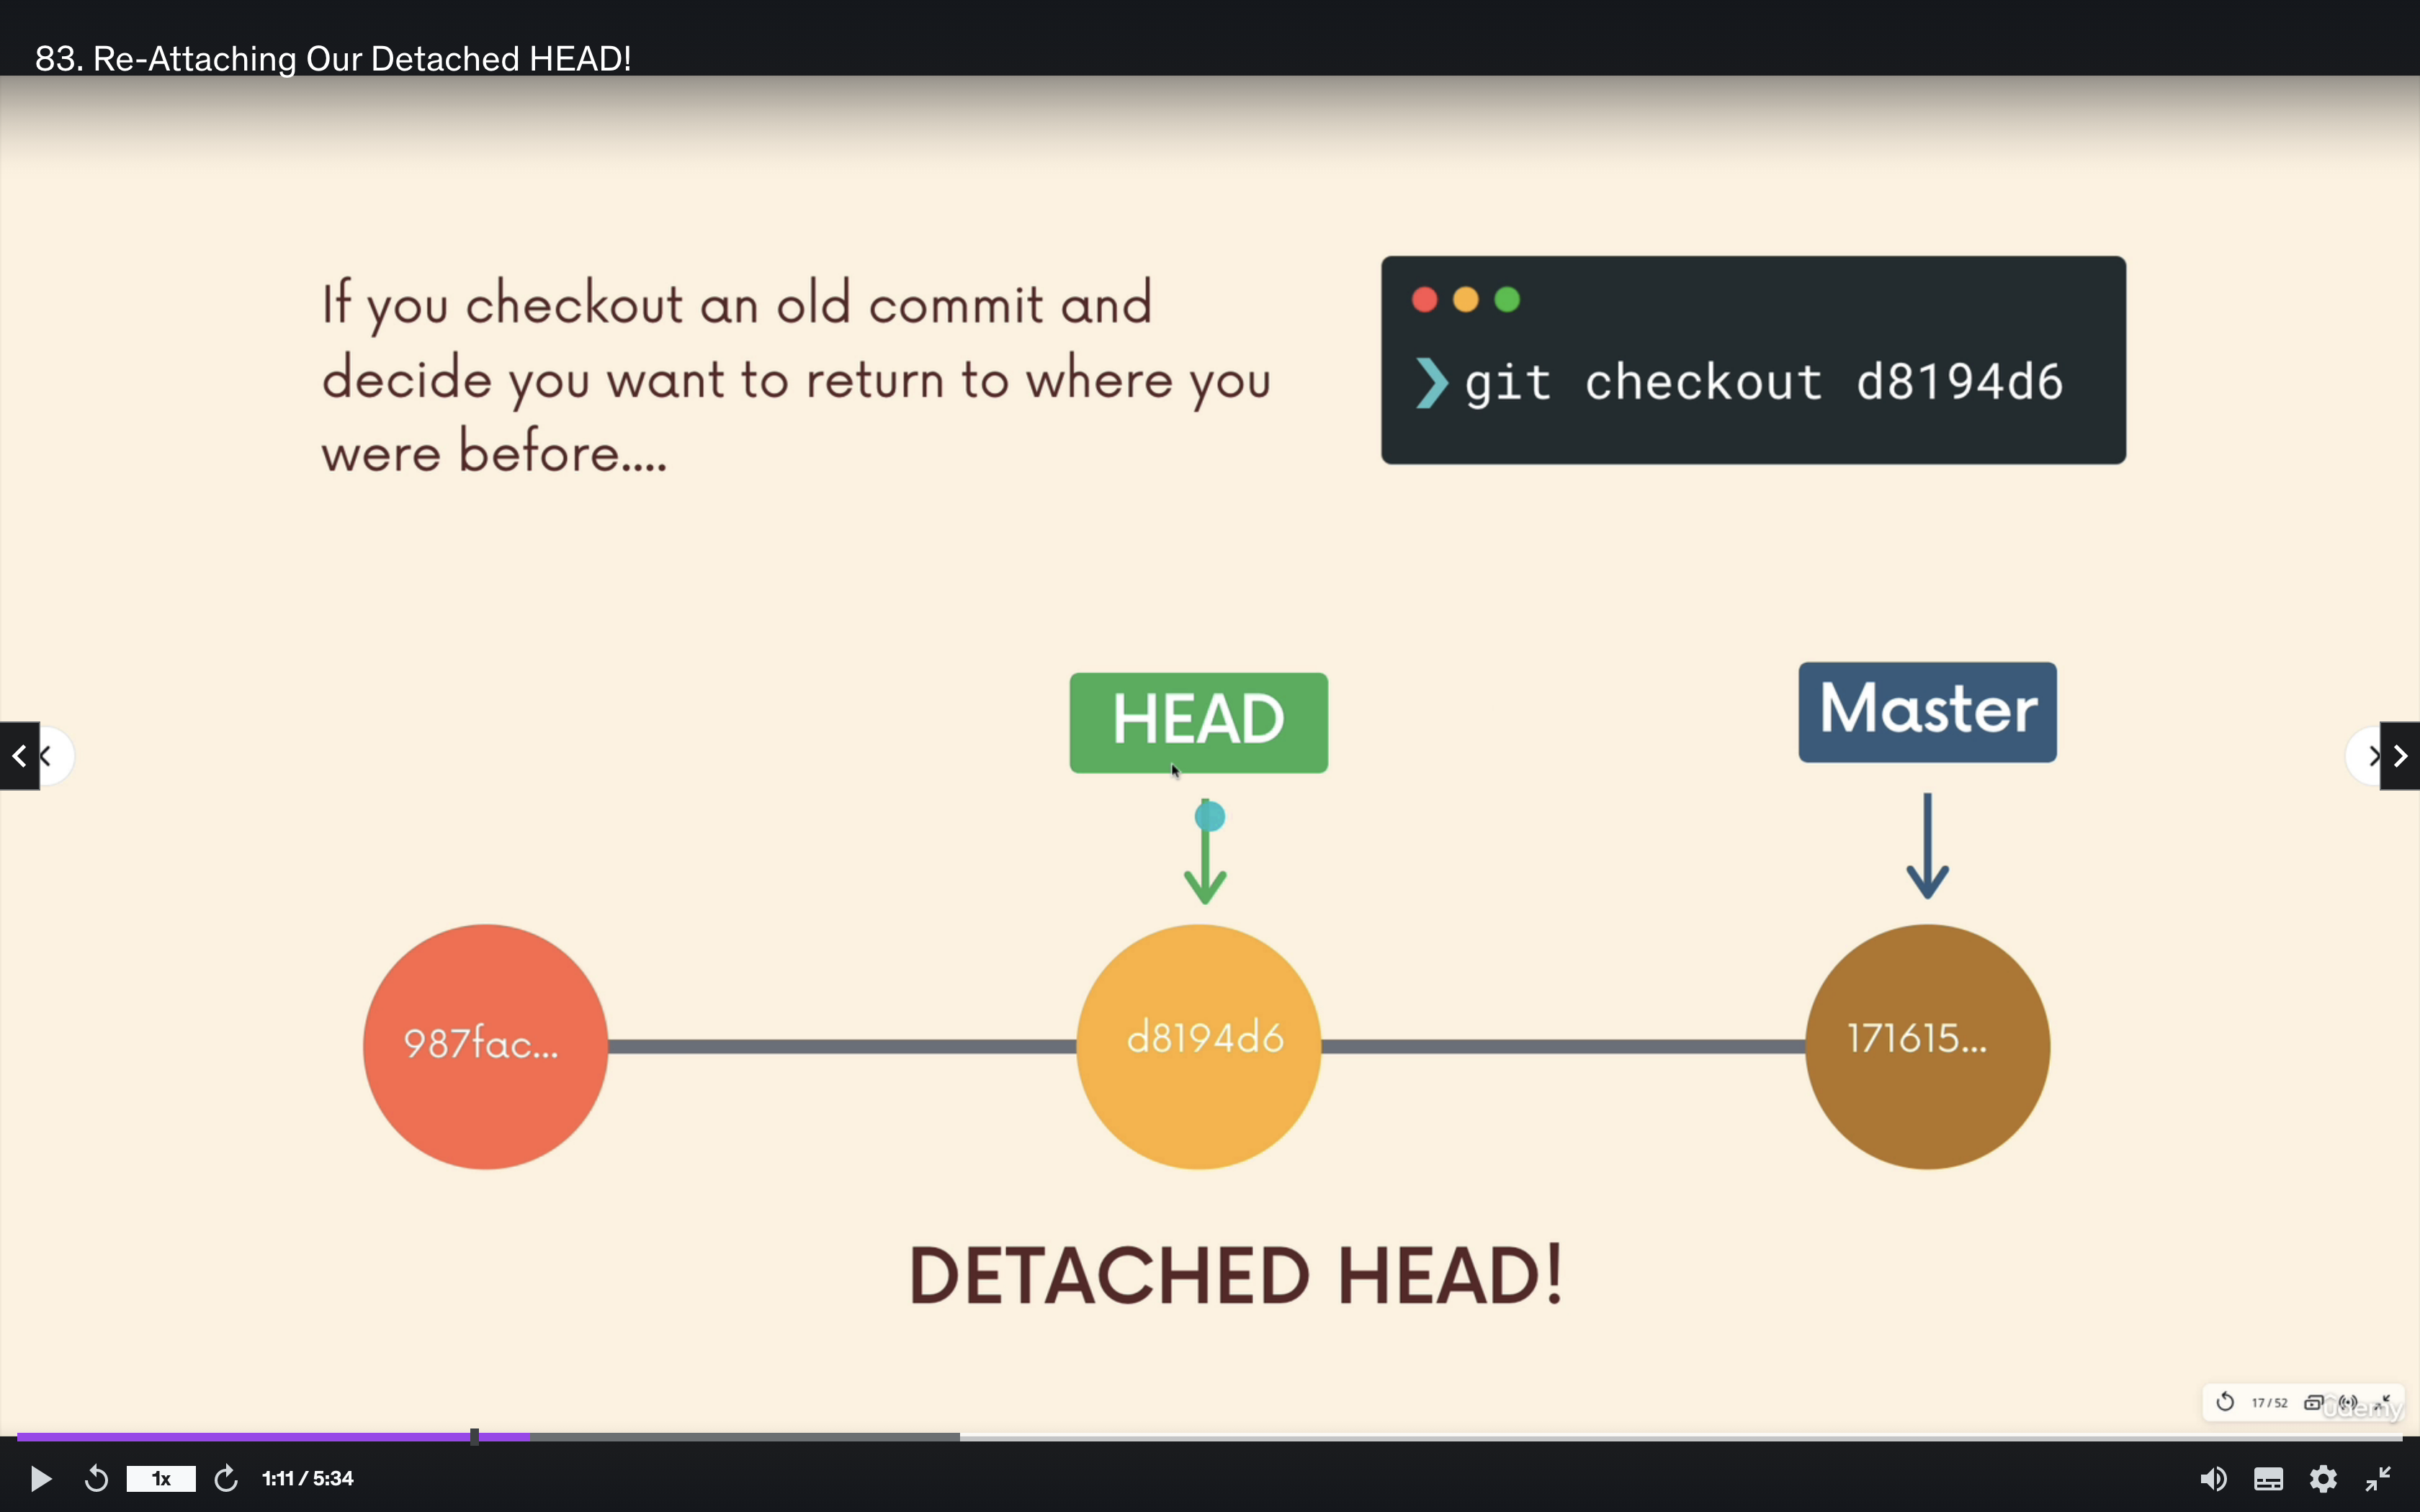 83. Re-Attaching Our Detached HEAD!
If you checkout an old commit and
decide you want to return to where you
were before....
❯ git checkout d8194d6
HEAD
Master
987fac...
d8194d6
171615...
DETACHED HEAD!
17 / 52
ûdemy
1x
1:11 / 5:34